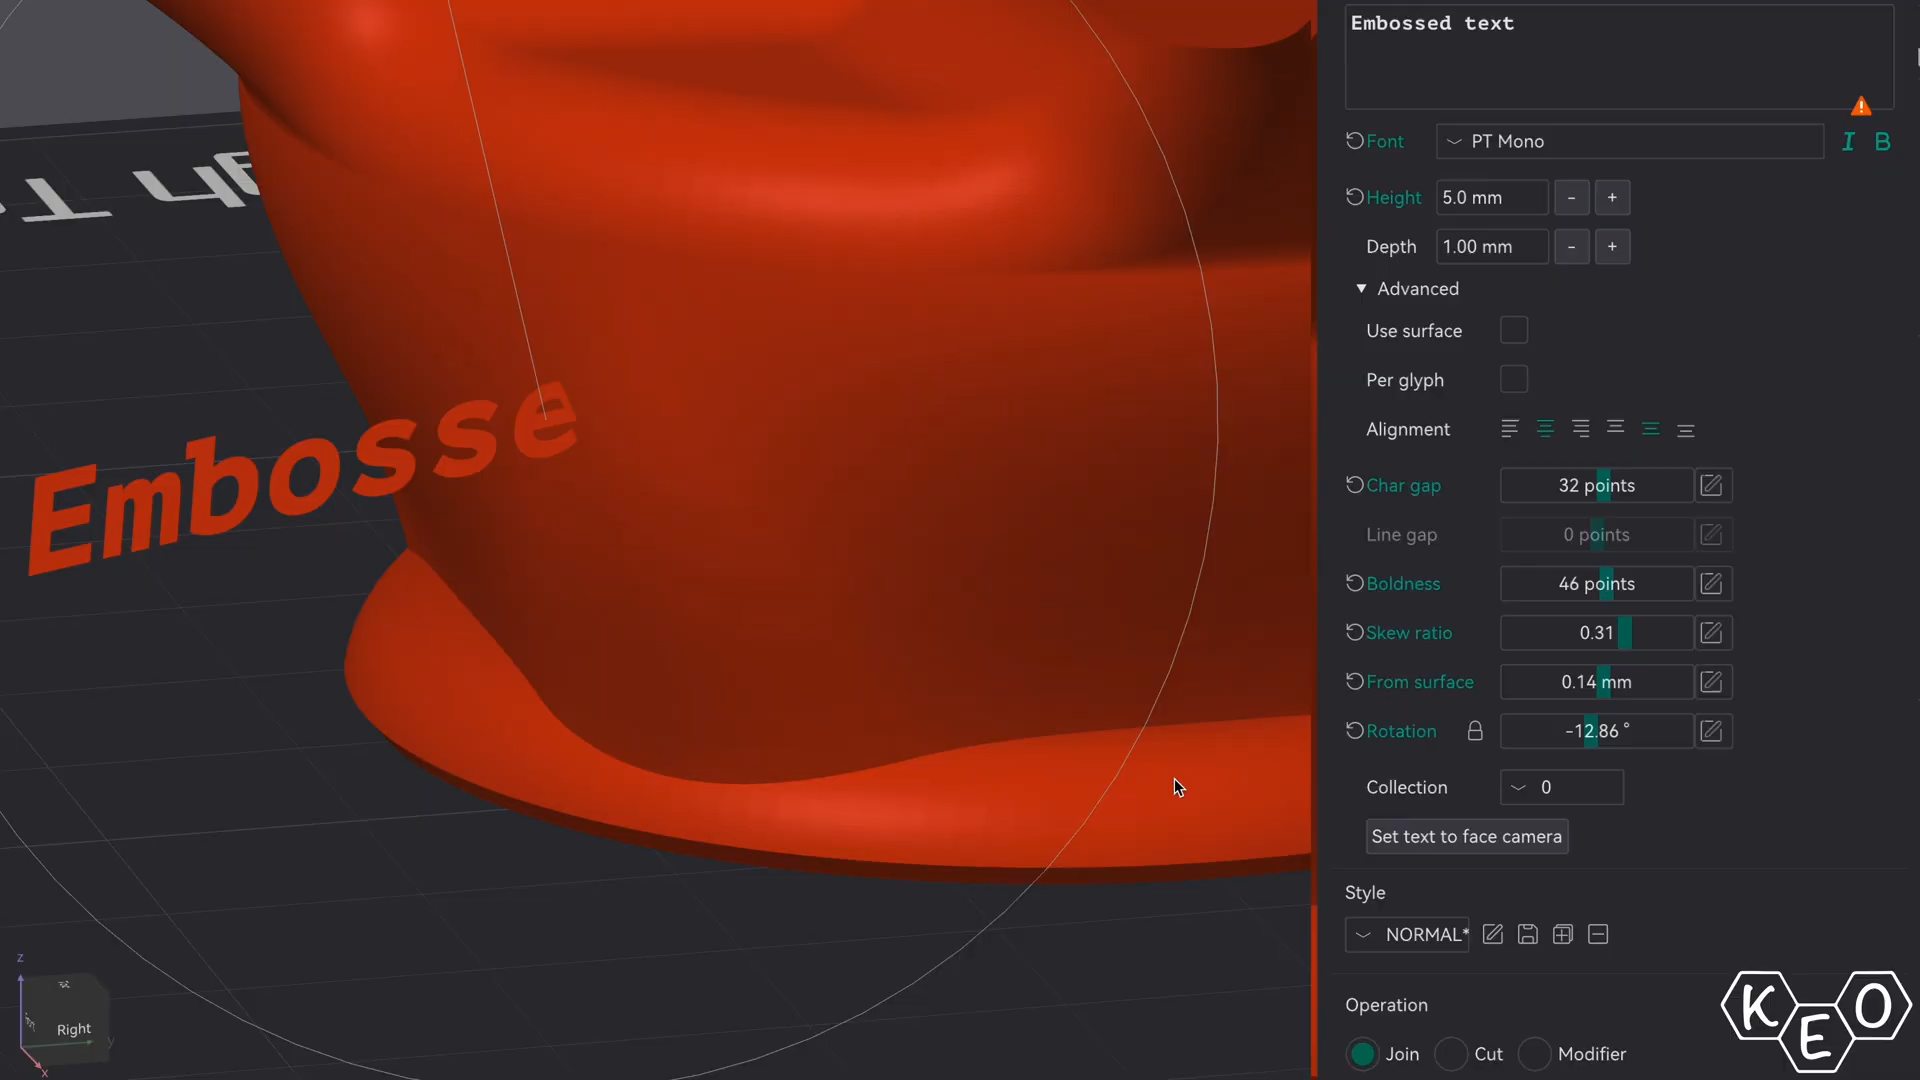 Embossed text
Font
PT Mono
I B
Height
5.0 mm
- +
Depth
1.00 mm
- +
Advanced
Use surface
Per glyph
Alignment
Char gap
32 points
Line gap
0 points
Boldness
46 points
Skew ratio
0.31
From surface
0.14 mm
Rotation
-12.86 °
Collection
0
Set text to face camera
Style
NORMAL*
Operation
Join
Cut
Modifier
Embosse
z
Right
y
x
KEO